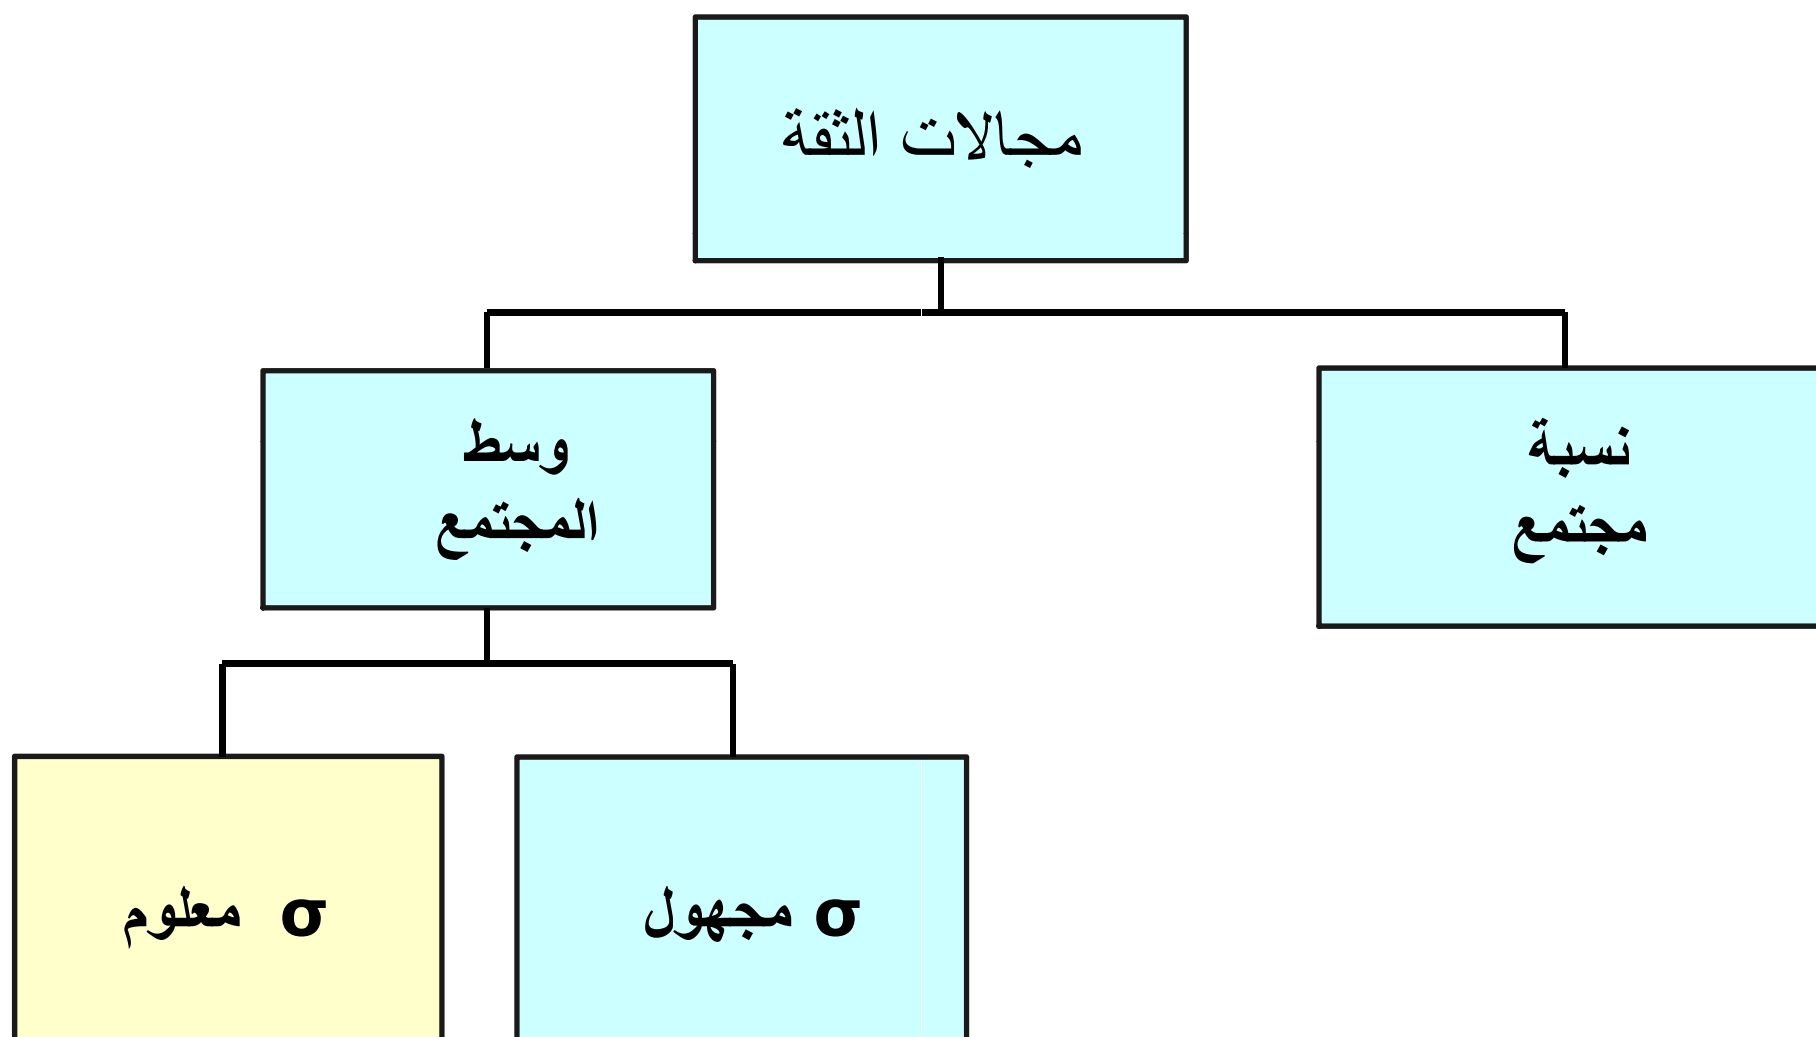 مجالات الثقة
نسبة
مجتمع
وسط
المجتمع
σ مجهول
σ معلوم